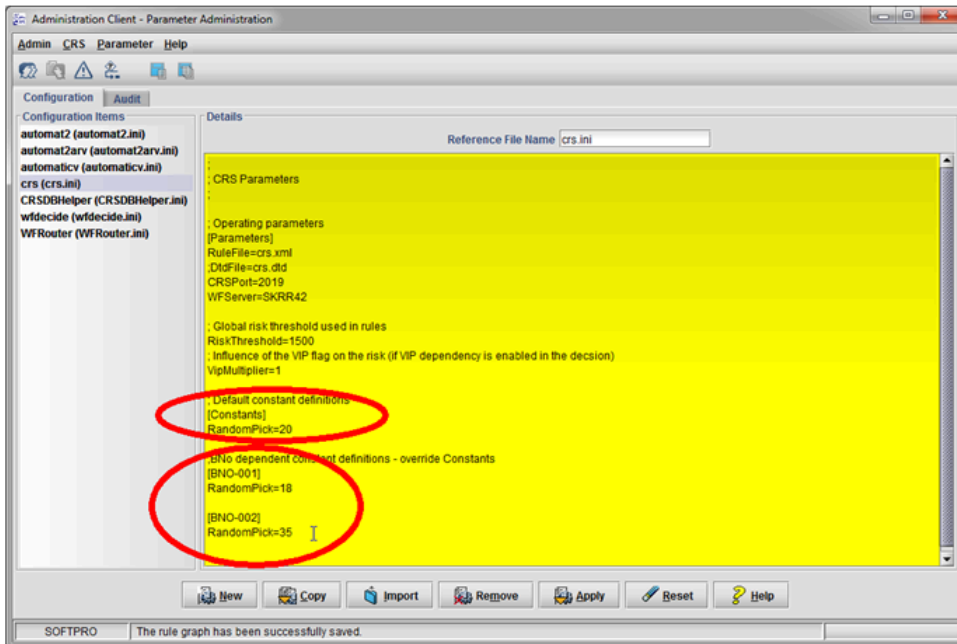 Administration Client - Parameter Administration
Admin CRS Parameter Help
Configuration Audit
Configuration Items
automat2 (automat2.ini)
automat2arv (automat2arv.ini)
automaticv (automaticv.ini)
crs (crs.ini)
CRSDBHelper (CRSDBHelper.ini)
wfdecide (wfdecide.ini)
WFRouter (WFRouter.ini)
Details
Reference File Name crs.ini
;
; CRS Parameters
;
; Operating parameters
[Parameters]
RuleFile=crs.xml
;DtdFile=crs.dtd
CRSPort=2019
WFServer=SKRR42
; Global risk threshold used in rules
RiskThreshold=1500
; Influence of the VIP flag on the risk (if VIP dependency is enabled in the decsion)
VipMultiplier=1
; Default constant definitions
[Constants]
RandomPick=20
;BNo dependent constant definitions - override Constants
[BNO-001]
RandomPick=18
[BNO-002]
RandomPick=35
New Copy Import Remove Apply Reset Help
SOFTPRO The rule graph has been successfully saved.